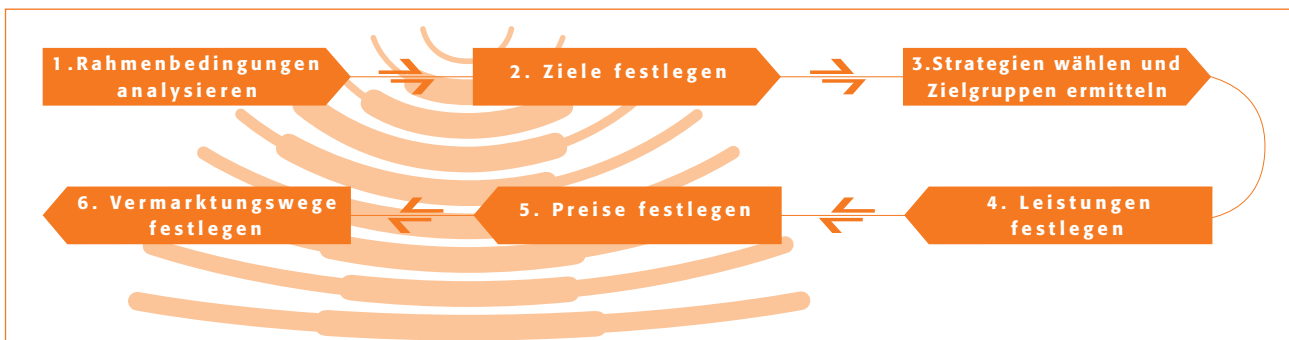 1.Rahmenbedingungen
analysieren
2. Ziele festlegen
3.Strategien wählen und
Zielgruppen ermitteln
4. Leistungen
festlegen
5. Preise festlegen
6. Vermarktungswege
festlegen